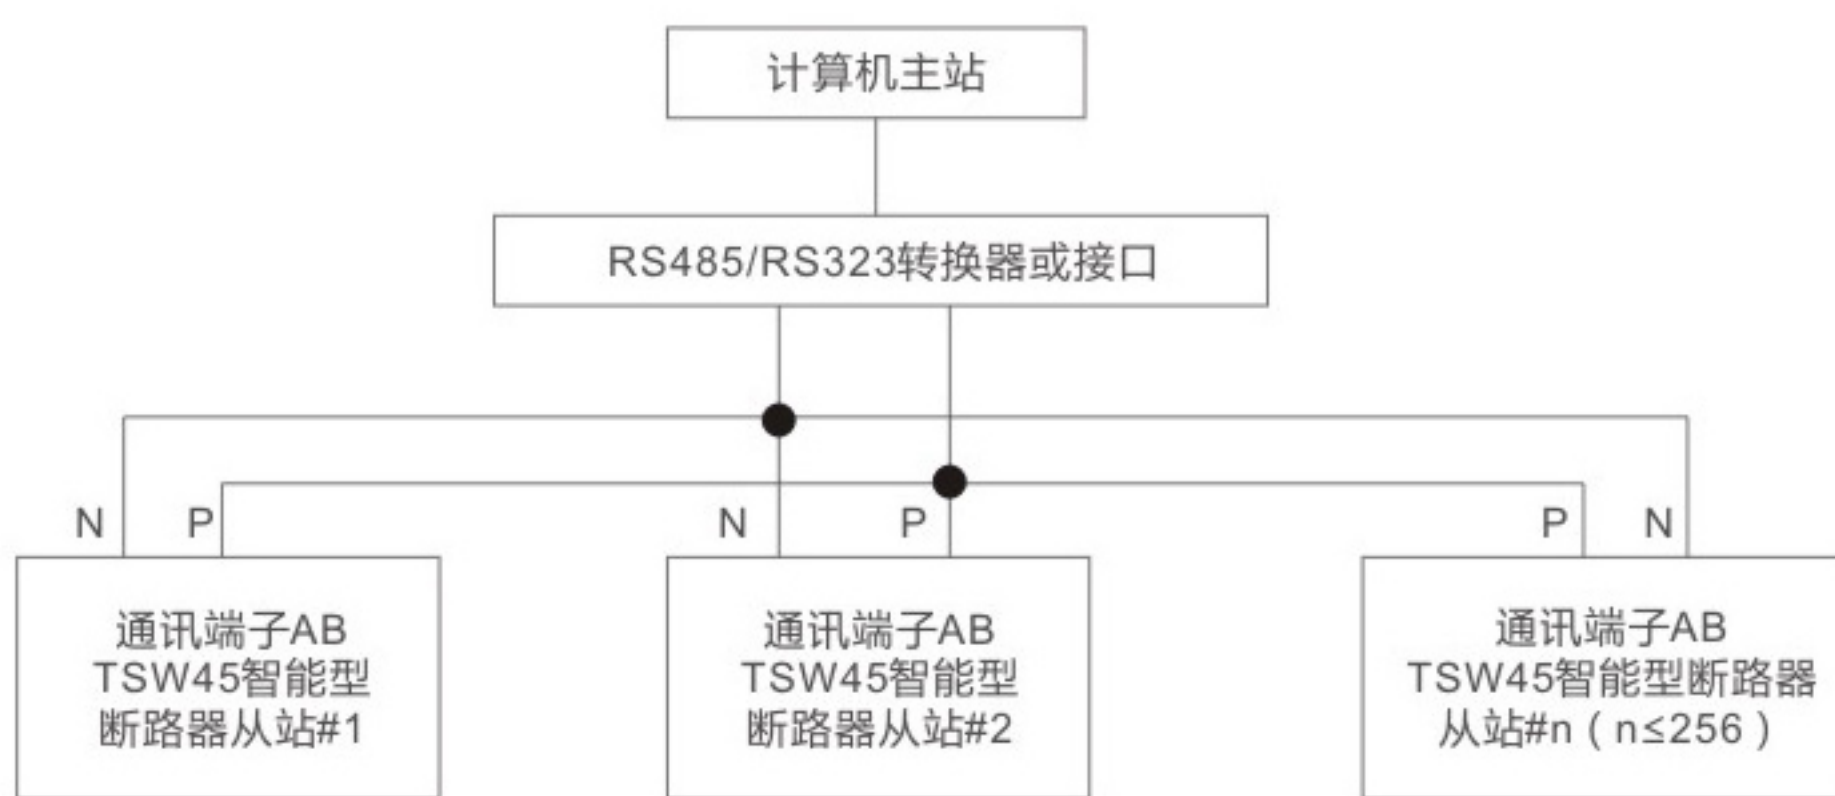 计算机主站
RS485/RS323转换器或接口
N P N P P N
通讯端子AB
TSW45智能型
断路器从站#1
通讯端子AB
TSW45智能型
断路器从站#2
通讯端子AB
TSW45智能型断路器
从站#n（n≤256）